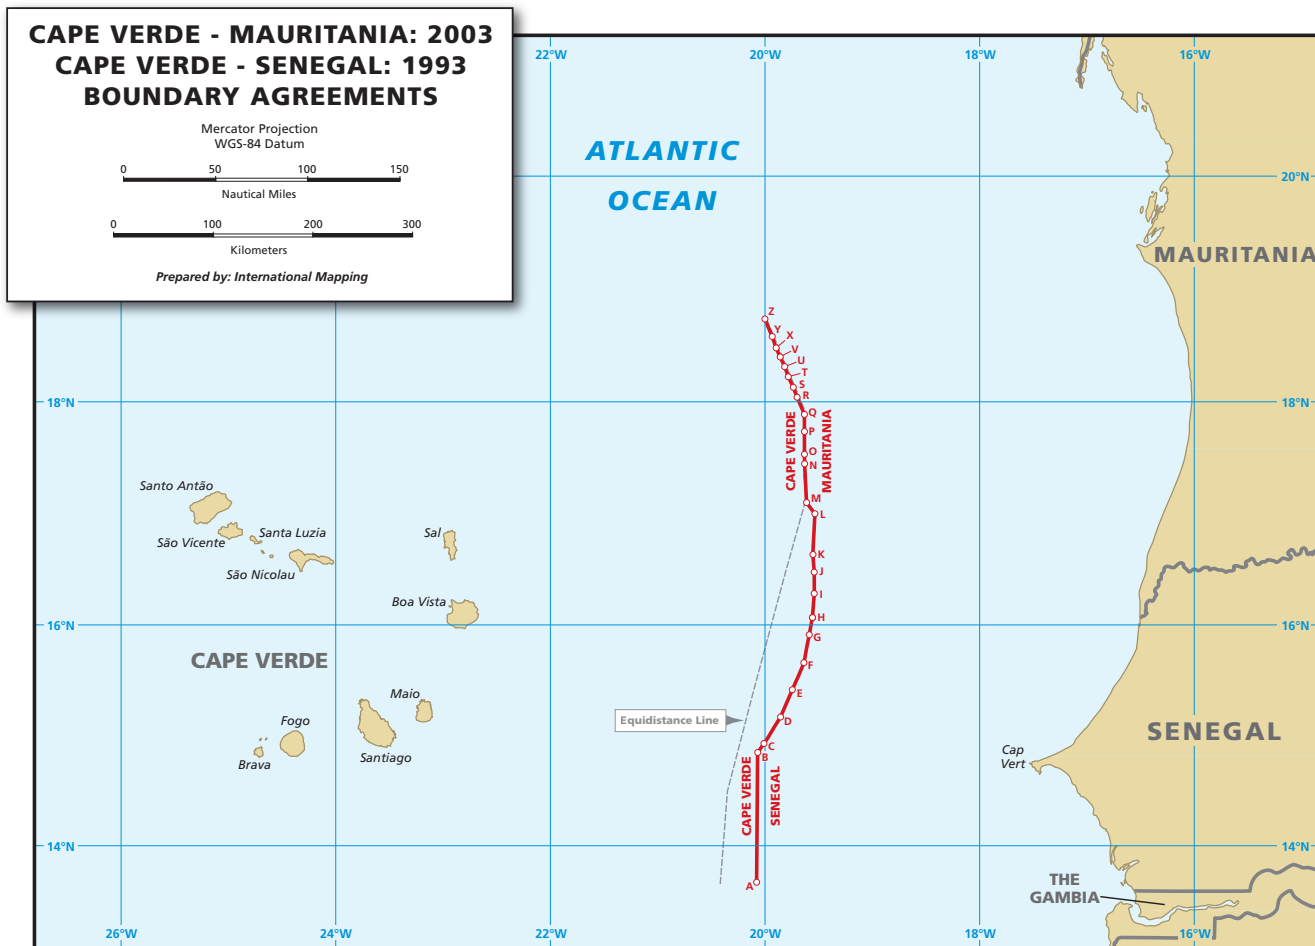 CAPE VERDE - MAURITANIA: 2003
CAPE VERDE - SENEGAL: 1993
BOUNDARY AGREEMENTS
Mercator Projection
WGS-84 Datum
0 50 100 150
Nautical Miles
0 100 200 300
Kilometers
Prepared by: International Mapping
22°W 20°W 18°W 16°W
ATLANTIC
OCEAN
20°N
MAURITANIA
Z
Y
X
V
U
T
S
R
18°N 18°N
Q
P
O
N
CAPE VERDE
MAURITANIA
M
L
K
J
I
H
G
F
E
D
C
B
A
Santo Antão
São Vicente
Santa Luzia
São Nicolau
Sal
Boa Vista
16°N 16°N
CAPE VERDE
Maio
Fogo
Brava
Santiago
Equidistance Line
CAPE VERDE
SENEGAL
Cap
Vert
SENEGAL
14°N 14°N
THE
GAMBIA
26°W 24°W 22°W 20°W 18°W 16°W